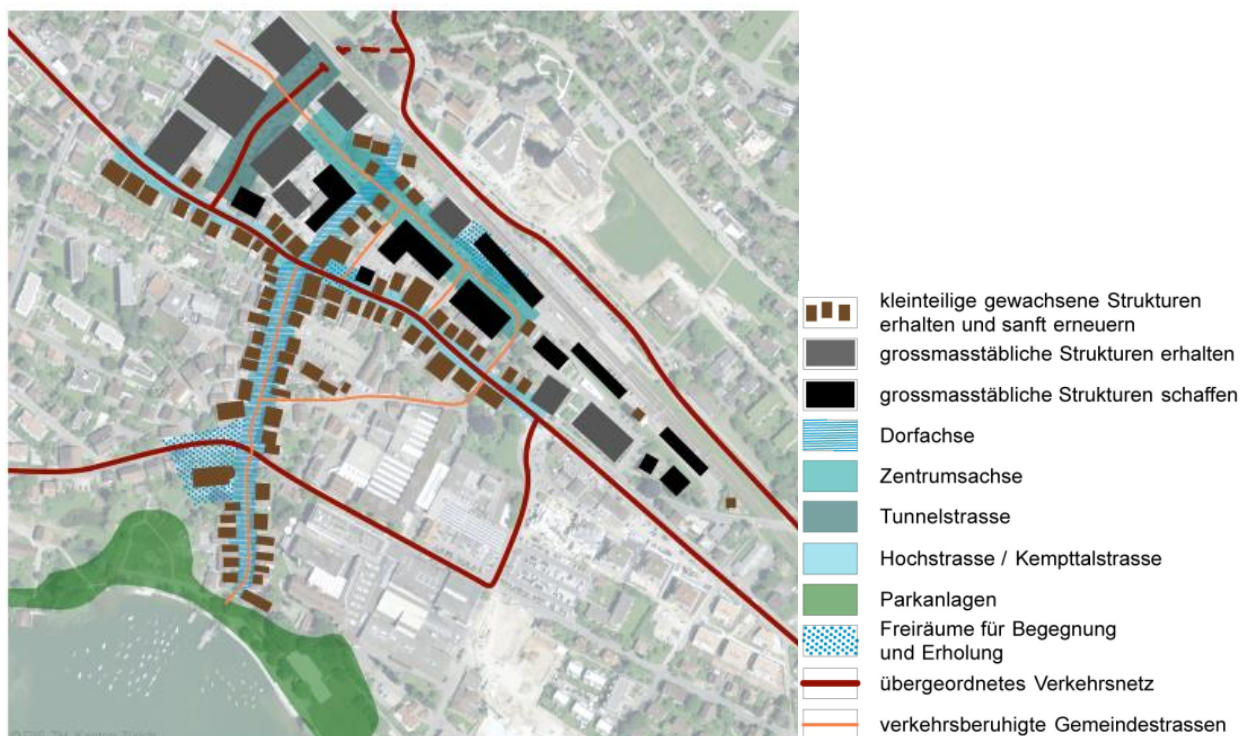 kleinteilige gewachsene Strukturen
erhalten und sanft erneuern
grossmasstäbliche Strukturen erhalten
grossmasstäbliche Strukturen schaffen
Dorfachse
Zentrumsachse
Tunnelstrasse
Hochstrasse / Kempttalstrasse
Parkanlagen
Freiräume für Begegnung
und Erholung
übergeordnetes Verkehrsnetz
verkehrsberuhigte Gemeindestrassen